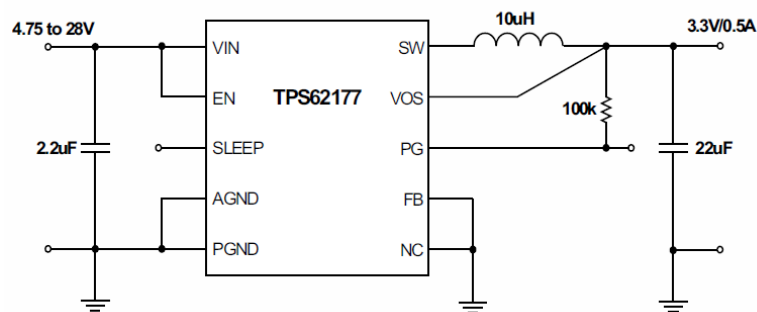 4.75 to 28V
10uH
3.3V/0.5A
VIN
SW
EN
TPS62177
VOS
100k
2.2uF
SLEEP
PG
22uF
AGND
FB
PGND
NC